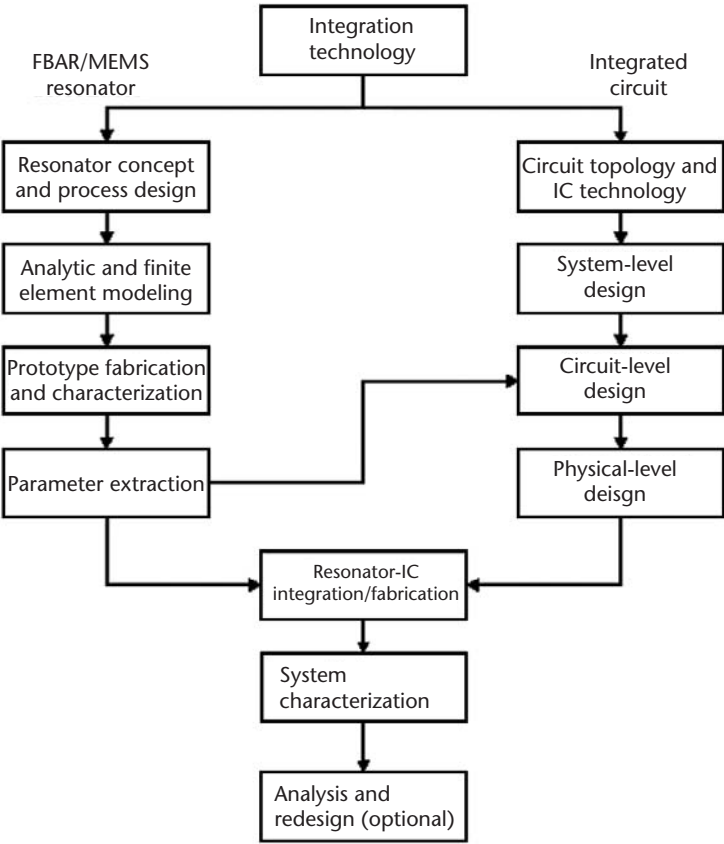 Integration
technology
FBAR/MEMS
resonator
Integrated
circuit
Resonator concept
and process design
Circuit topology and
IC technology
Analytic and finite
element modeling
System-level
design
Prototype fabrication
and characterization
Circuit-level
design
Parameter extraction
Physical-level
deisgn
Resonator-IC
integration/fabrication
System
characterization
Analysis and
redesign (optional)